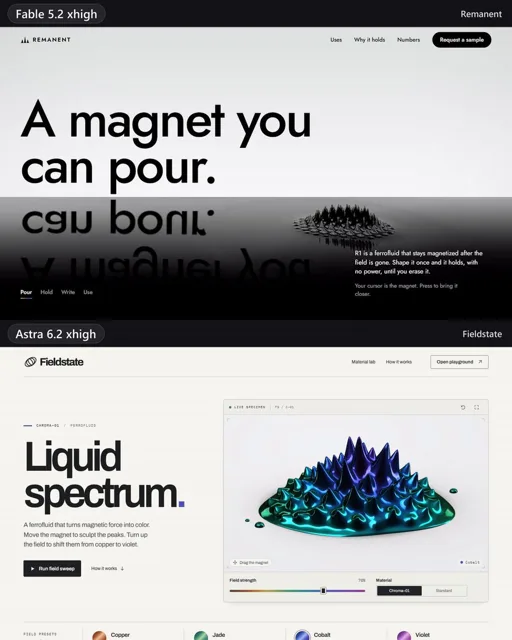 Fable 5.2 xhigh
Remanent
REMANENT
Uses
Why it holds
Numbers
Request a sample
A magnet you
can pour.
can pour.
A magnet you
R1 is a ferrofluid that stays magnetized after the
field is gone. Shape it once and it holds, with
no power, until you erase it.
Your cursor is the magnet. Press to bring it
closer.
Pour
Hold
Write
Use
Astra 6.2 xhigh
Fieldstate
Fieldstate
Material lab
How it works
Open playground
LIVE SPECIMEN
CHROMA-01 / FERROFLUID
Liquid
spectrum.
A ferrofluid that turns magnetic force into color.
Move the magnet to sculpt the peaks. Turn up
the field to shift them from copper to violet.
Run field sweep
How it works
Drag the magnet
Cobalt
Field strength
Material
Chroma-01
FIELD PRESETS
Copper
Jade
Cobalt
Violet